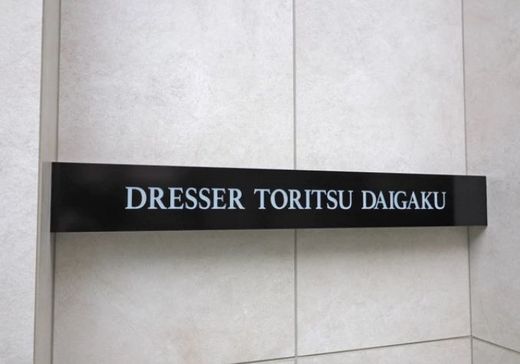 DRESSER TORITSU DAIGAKU